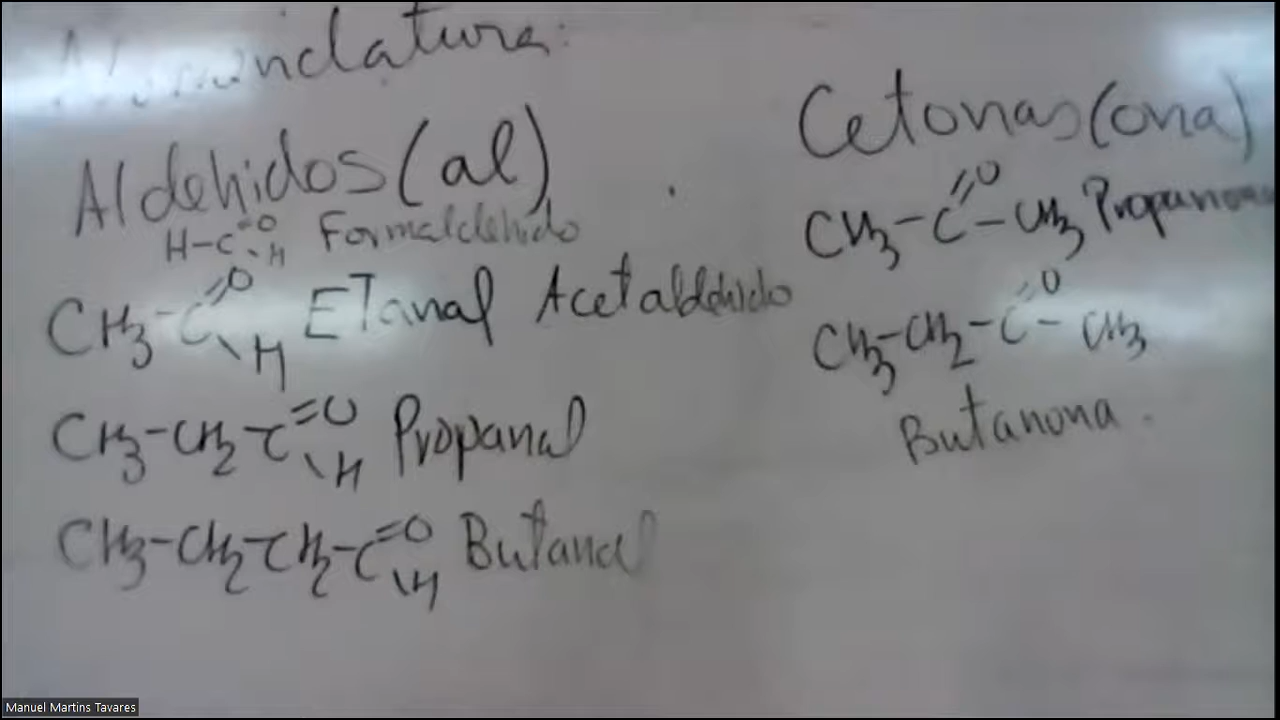 Nomenclatura:
Aldehidos (al)
H-C=O-H Formaldehido
CH3-C=O-H Etanal Acetaldehido
CH3-CH2-C=O-H Propanal
CH3-CH2-CH2-C=O-H Butanal
Cetonas (ona)
CH3-C=O-CH3 Propanona
CH3-CH2-C=O-CH3
Butanona
Manuel Martins Tavares